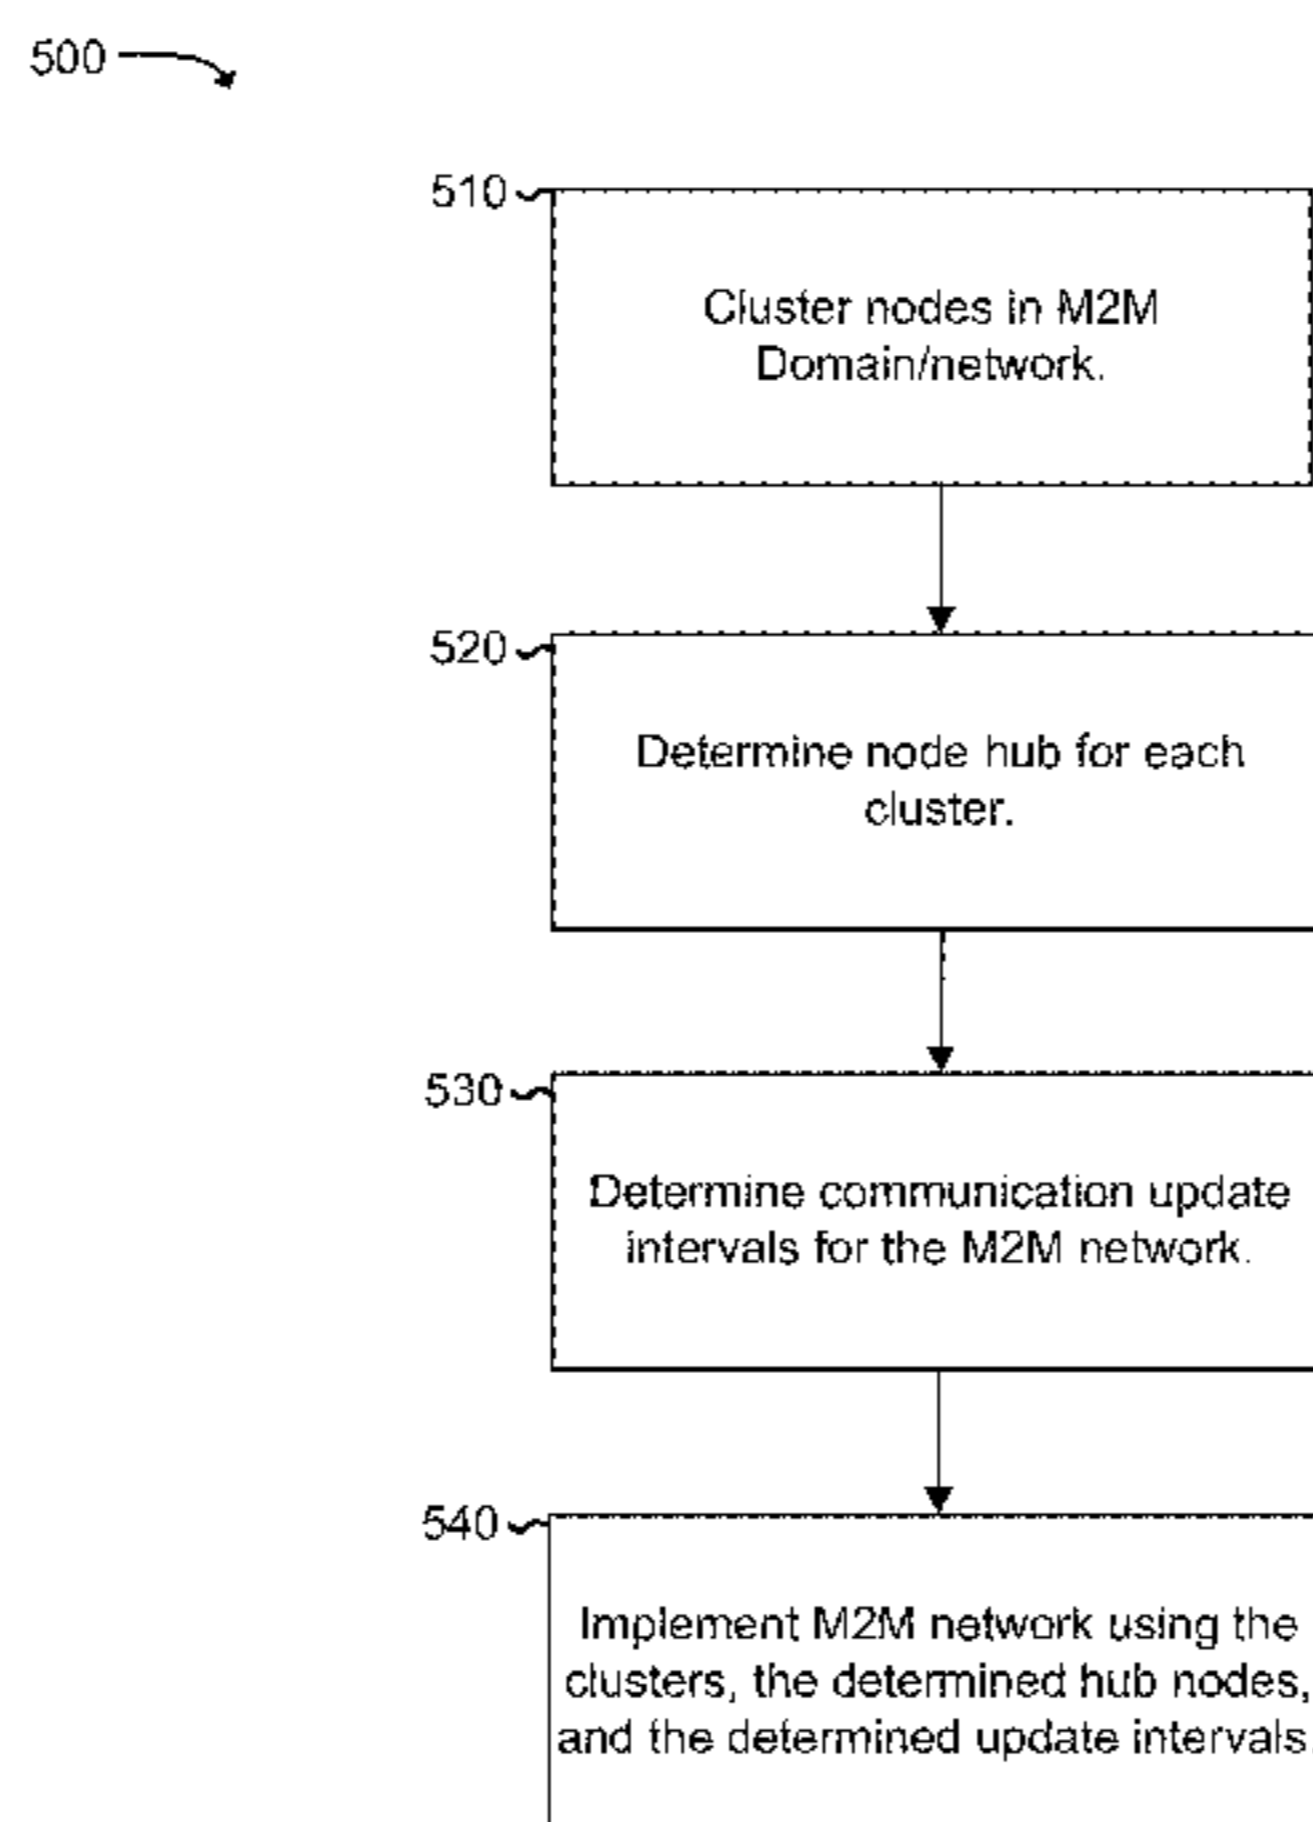 500
510
Cluster nodes in M2M
Domain/network.
520
Determine node hub for each
cluster.
530
Determine communication update
intervals for the M2M network.
540
Implement M2M network using the
clusters, the determined hub nodes,
and the determined update intervals.